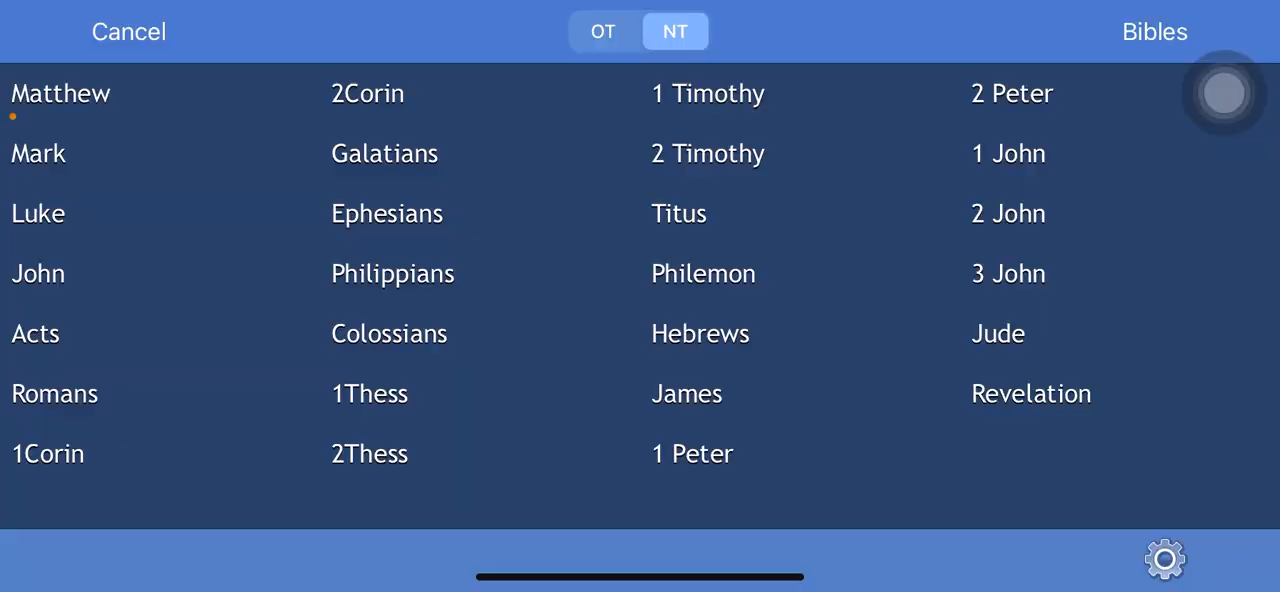 Cancel
OT
NT
Bibles
Matthew
Mark
Luke
John
Acts
Romans
1Corin
2Corin
Galatians
Ephesians
Philippians
Colossians
1Thess
2Thess
1 Timothy
2 Timothy
Titus
Philemon
Hebrews
James
1 Peter
2 Peter
1 John
2 John
3 John
Jude
Revelation